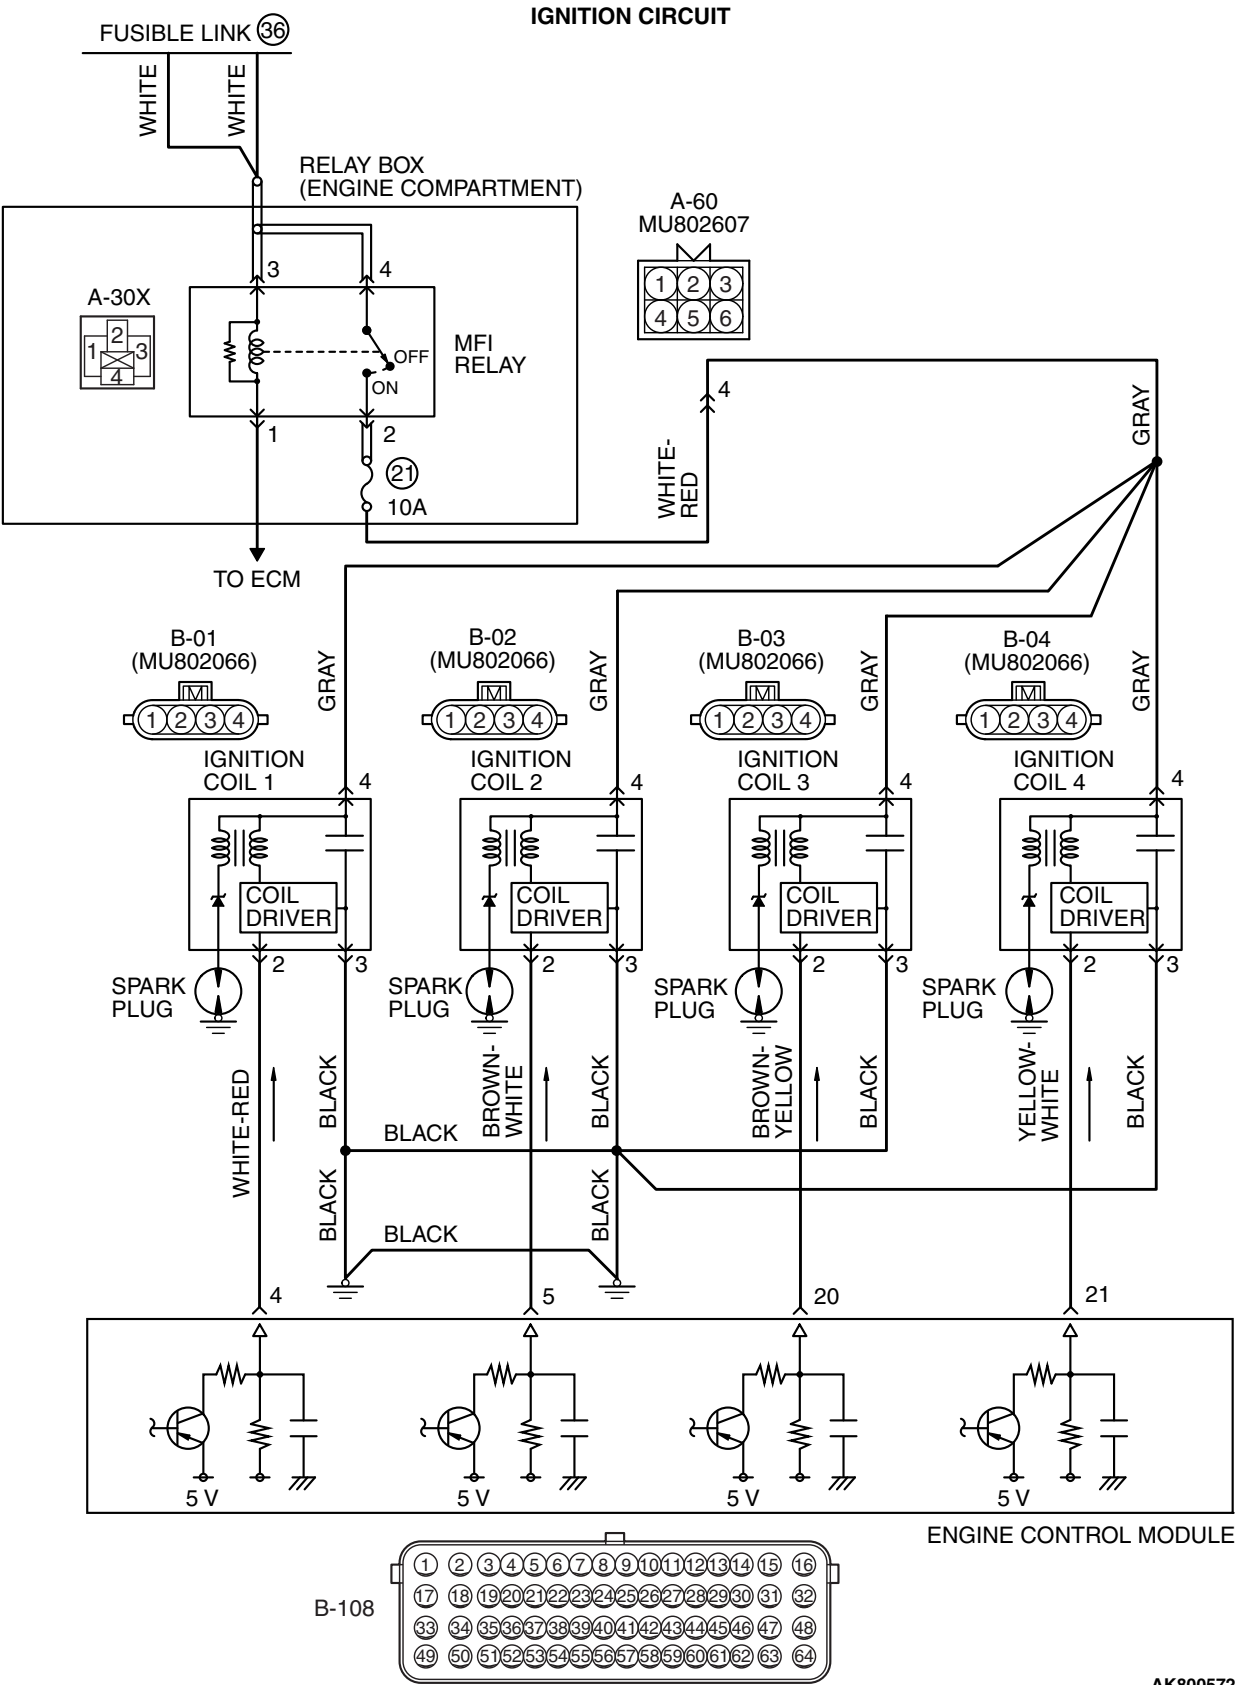 IGNITION CIRCUIT
FUSIBLE LINK 36
WHITE
WHITE
RELAY BOX
(ENGINE COMPARTMENT)
A-60
MU802607
1 2 3
4 5 6
3
4
A-30X
2
1 3
4
OFF
ON
MFI
RELAY
1
2
21
10A
4
WHITE-
RED
GRAY
TO ECM
B-01
(MU802066)
1 2 3 4
GRAY
B-02
(MU802066)
1 2 3 4
GRAY
B-03
(MU802066)
1 2 3 4
GRAY
B-04
(MU802066)
1 2 3 4
GRAY
IGNITION
COIL 1
4
IGNITION
COIL 2
4
IGNITION
COIL 3
4
IGNITION
COIL 4
4
COIL
DRIVER
COIL
DRIVER
COIL
DRIVER
COIL
DRIVER
2
3
2
3
2
3
2
3
SPARK
PLUG
SPARK
PLUG
SPARK
PLUG
SPARK
PLUG
WHITE-RED
BLACK
BROWN-
WHITE
BLACK
BROWN-
YELLOW
BLACK
YELLOW-
WHITE
BLACK
BLACK
BLACK
BLACK
BLACK
4
5
20
21
5 V
5 V
5 V
5 V
ENGINE CONTROL MODULE
B-108
1 2 3 4 5 6 7 8 9 10 11 12 13 14 15 16
17 18 19 20 21 22 23 24 25 26 27 28 29 30 31 32
33 34 35 36 37 38 39 40 41 42 43 44 45 46 47 48
49 50 51 52 53 54 55 56 57 58 59 60 61 62 63 64
AK800572